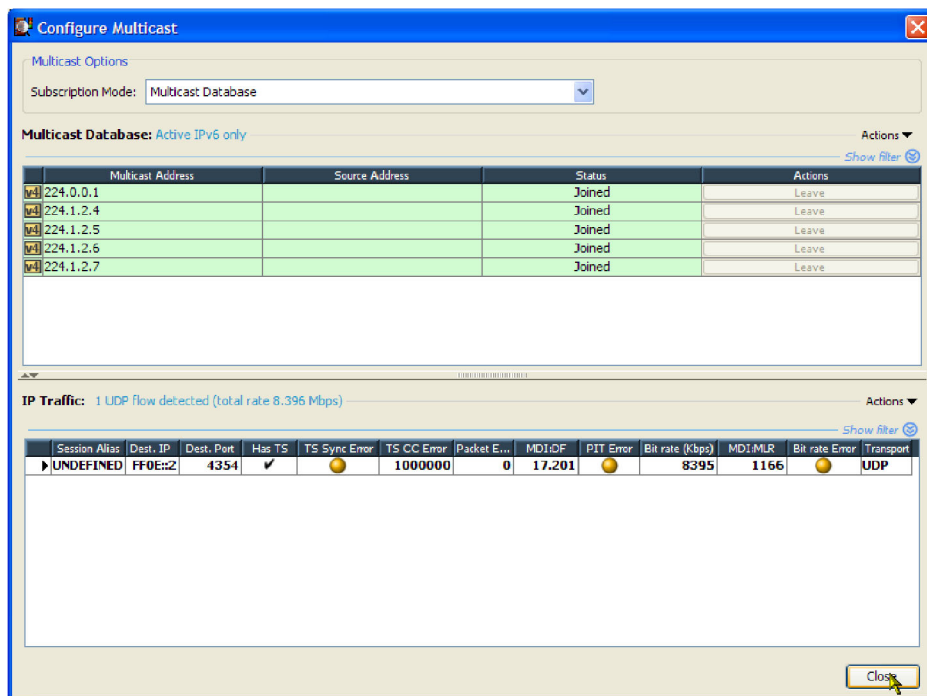 Configure Multicast
Multicast Options
Subscription Mode: Multicast Database
Multicast Database: Active IPv6 only Actions
Show filter
Multicast Address Source Address Status Actions
v4 224.0.0.1 Joined Leave
v4 224.1.2.4 Joined Leave
v4 224.1.2.5 Joined Leave
v4 224.1.2.6 Joined Leave
v4 224.1.2.7 Joined Leave
IP Traffic: 1 UDP flow detected (total rate 8.396 Mbps) Actions
Show filter
Session Alias Dest. IP Dest. Port Has TS TS Sync Error TS CC Error Packet E... MDI:DF PIT Error Bit rate (Kbps) MDI:MLR Bit rate Error Transport
UNDEFINED FF0E::2 4354 ✔ 1000000 0 17.201 8395 1166 UDP
Close